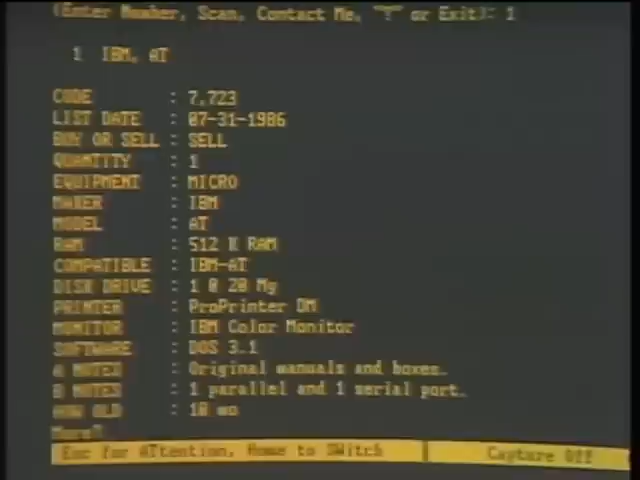 (Enter Number, Scan, Contact Me, "?" or Exit): 1
1 IBM, AT
CODE : 7,723
LIST DATE : 07-31-1986
BUY OR SELL : SELL
QUANTITY : 1
EQUIPMENT : MICRO
MAKER : IBM
MODEL : AT
RAM : 512 K RAM
COMPATIBLE : IBM-AT
DISK DRIVE : 1 @ 20 Mg
PRINTER : ProPrinter DM
MONITOR : IBM Color Monitor
SOFTWARE : DOS 3.1
A NOTES : Original manuals and boxes.
B NOTES : 1 parallel and 1 serial port.
HOW OLD : 10 mo
More?
Esc for ATtention, Home to SWitch | Capture Off